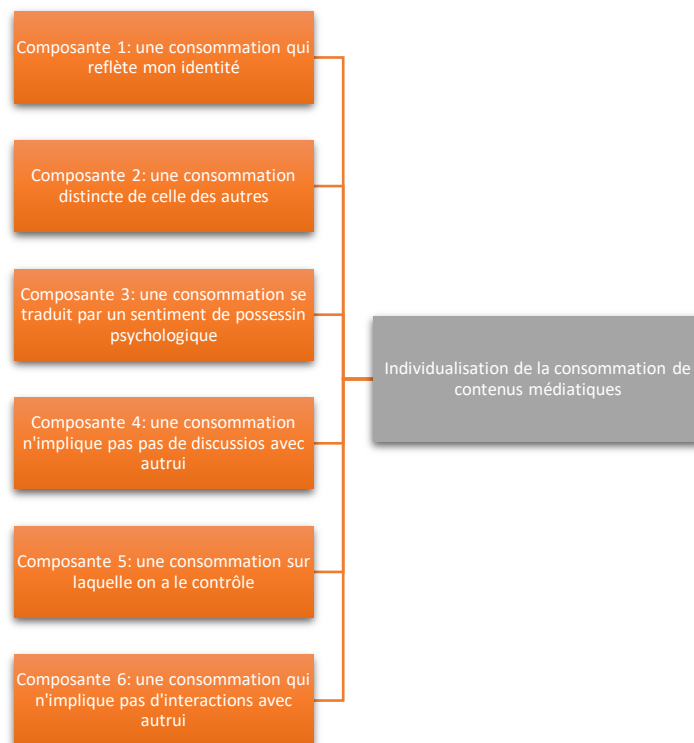 Composante 1: une consommation qui
reflète mon identité
Composante 2: une consommation
distincte de celle des autres
Composante 3: une consommation se
traduit par un sentiment de possessin
psychologique
Composante 4: une consommation
n'implique pas pas de discussios avec
autrui
Composante 5: une consommation sur
laquelle on a le contrôle
Composante 6: une consommation qui
n'implique pas d'interactions avec
autrui
Individualisation de la consommation de
contenus médiatiques